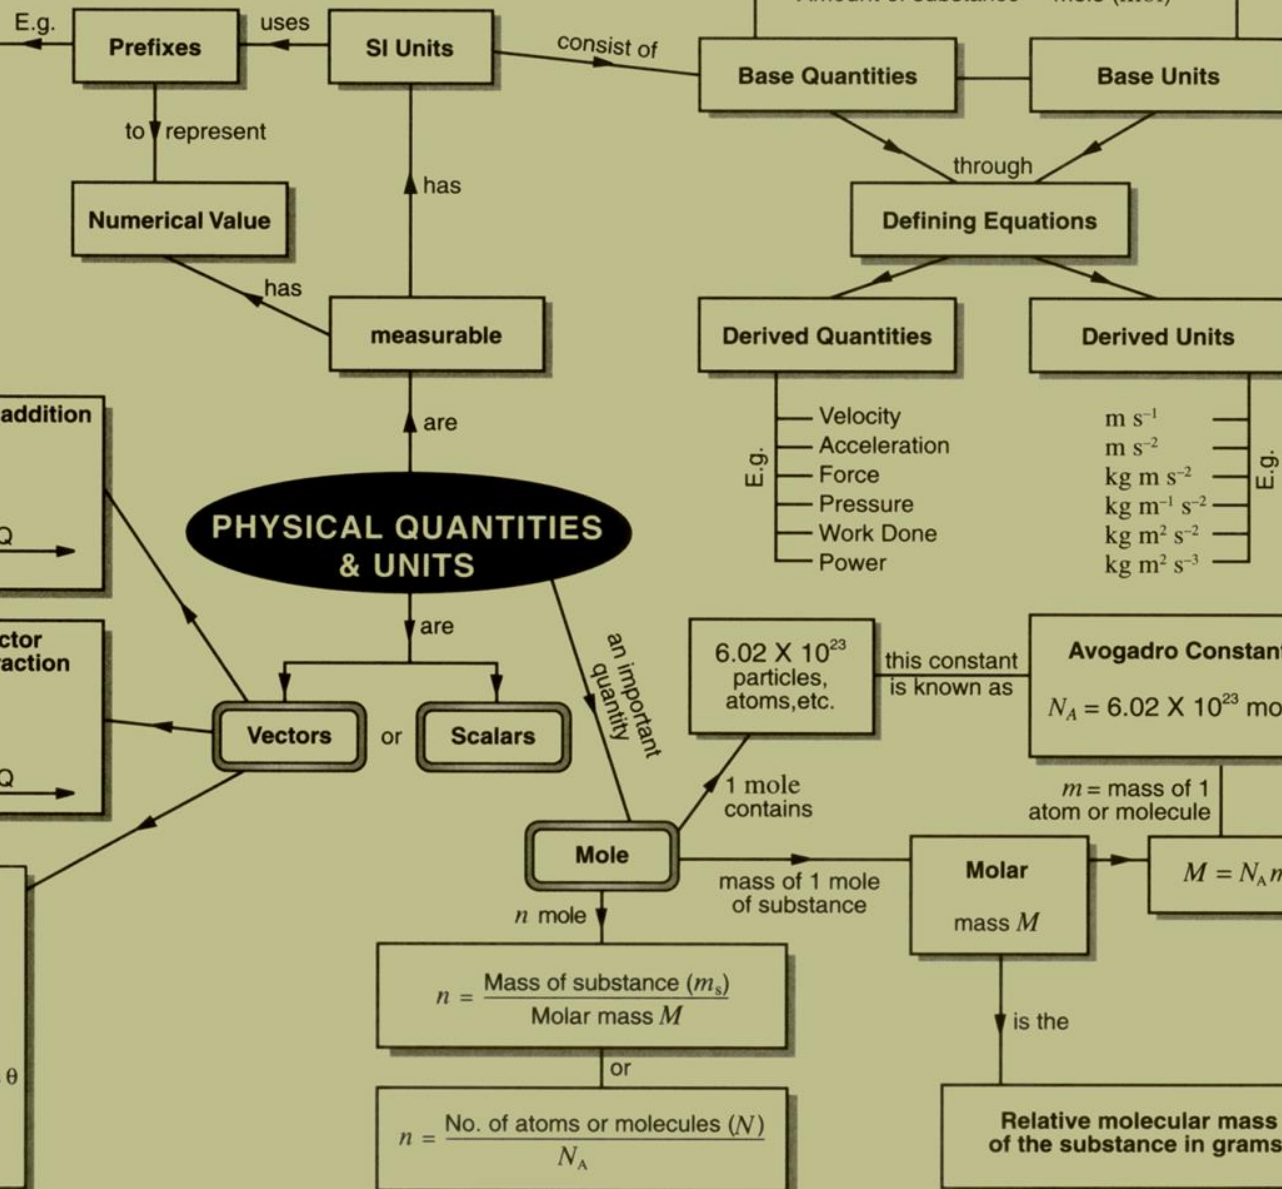 E.g.
Prefixes
uses
SI Units
consist of
Base Quantities
Base Units
to represent
has
through
Numerical Value
Defining Equations
has
measurable
Derived Quantities
Derived Units
are
addition
E.g.
Velocity
Acceleration
Force
Pressure
Work Done
Power
m s⁻¹
m s⁻²
kg m s⁻²
kg m⁻¹ s⁻²
kg m² s⁻²
kg m² s⁻³
E.g.
Q
PHYSICAL QUANTITIES
& UNITS
are
an important
quantity
ctor
raction
Q
Vectors
or
Scalars
6.02 X 10²³
particles,
atoms,etc.
this constant
is known as
Avogadro Constant
N_A = 6.02 X 10²³ mo
1 mole
contains
m = mass of 1
atom or molecule
Mole
mass of 1 mole
of substance
Molar
mass M
M = N_A m
n mole
n = Mass of substance (mₛ)
Molar mass M
is the
or
θ
n = No. of atoms or molecules (N)
N_A
Relative molecular mass
of the substance in grams